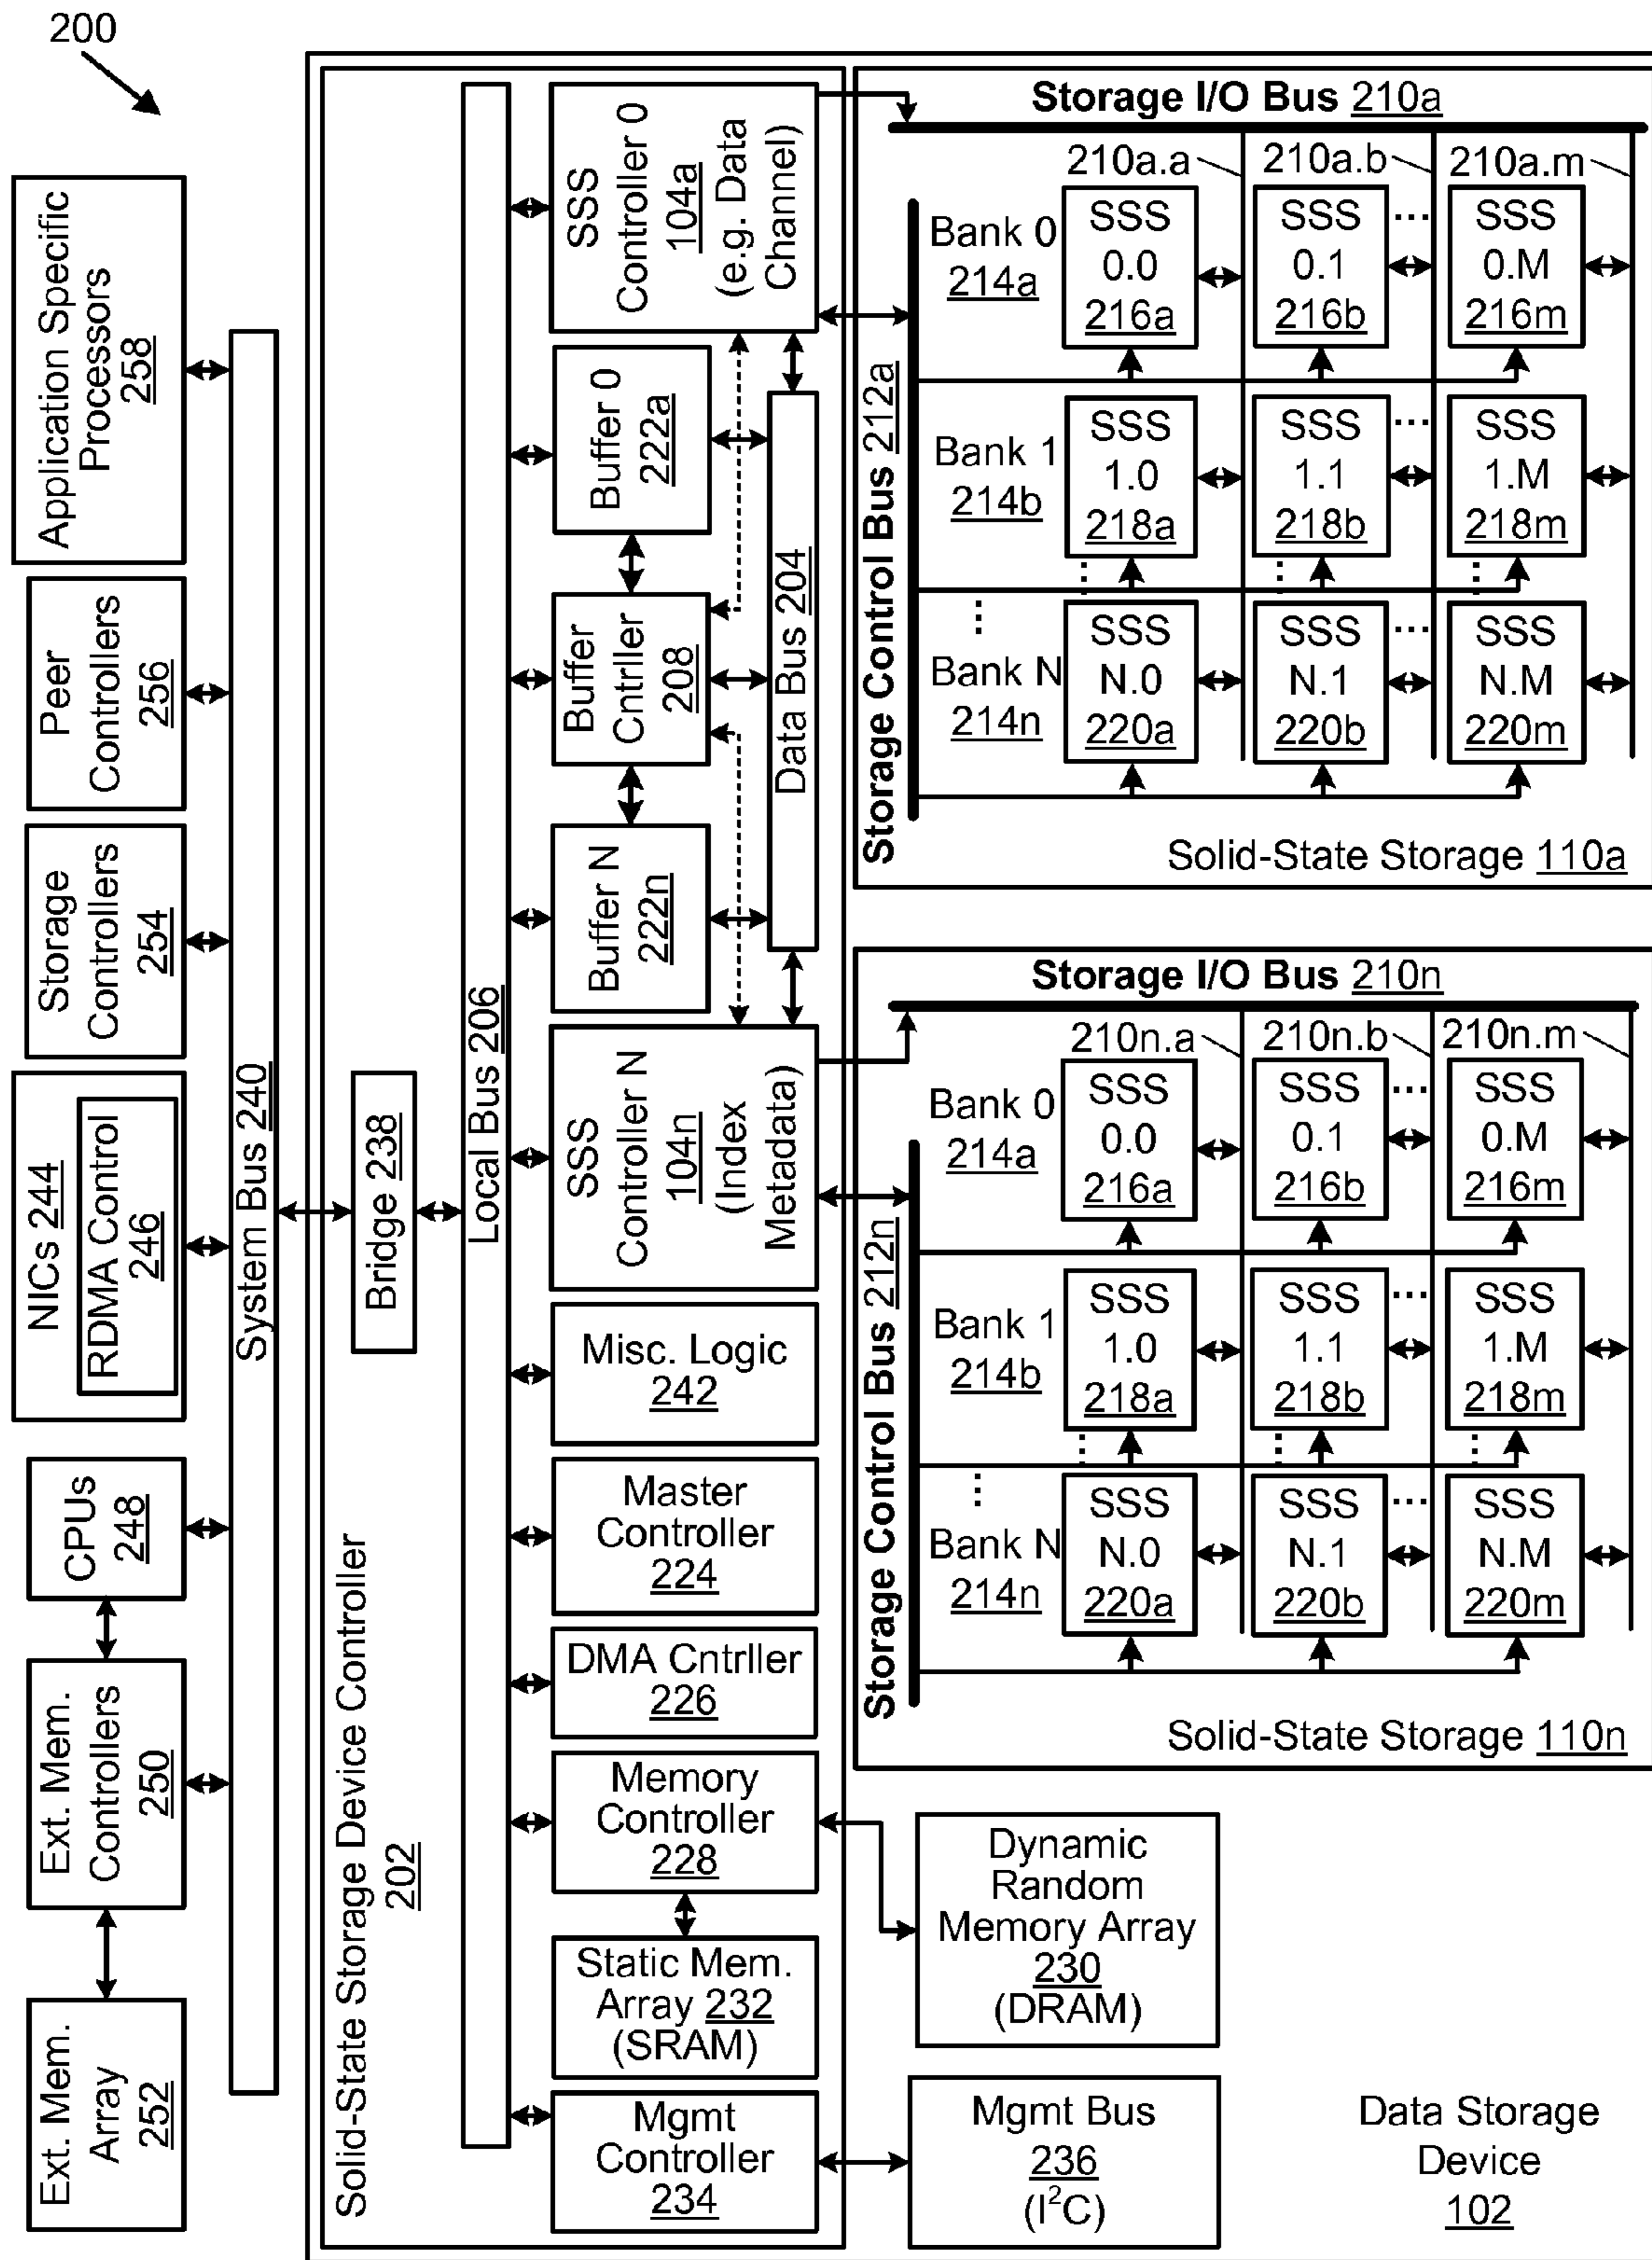 200
Application Specific
Processors
258
Peer
Controllers
256
Storage
Controllers
254
NICs 244
RDMA Control
246
CPUs
248
Ext. Mem.
Controllers
250
Ext. Mem.
Array
252
System Bus 240
Bridge 238
Solid-State Storage Device Controller
202
Local Bus 206
SSS
Controller 0
104a
(e.g. Data
Channel)
Buffer 0
222a
Buffer
Cntrller
208
Buffer N
222n
Data Bus 204
SSS
Controller N
104n
(Index
Metadata)
Misc. Logic
242
Master
Controller
224
DMA Cntrller
226
Memory
Controller
228
Static Mem.
Array 232
(SRAM)
Mgmt
Controller
234
Storage I/O Bus 210a
210a.a
210a.b
210a.m
Storage Control Bus 212a
Bank 0
214a
SSS
0.0
216a
SSS
0.1
216b
...
SSS
0.M
216m
Bank 1
214b
SSS
1.0
218a
SSS
1.1
218b
...
SSS
1.M
218m
...
Bank N
214n
SSS
N.0
220a
SSS
N.1
220b
...
SSS
N.M
220m
Solid-State Storage 110a
Storage I/O Bus 210n
210n.a
210n.b
210n.m
Storage Control Bus 212n
Bank 0
214a
SSS
0.0
216a
SSS
0.1
216b
...
SSS
0.M
216m
Bank 1
214b
SSS
1.0
218a
SSS
1.1
218b
...
SSS
1.M
218m
...
Bank N
214n
SSS
N.0
220a
SSS
N.1
220b
...
SSS
N.M
220m
Solid-State Storage 110n
Dynamic
Random
Memory Array
230
(DRAM)
Mgmt Bus
236
(I²C)
Data Storage
Device
102